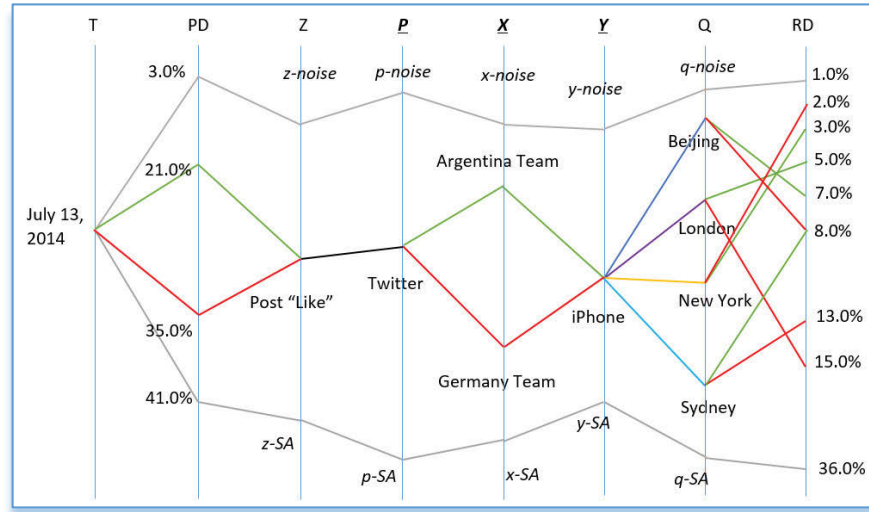 T PD Z P X Y Q RD
3.0% z-noise p-noise x-noise y-noise q-noise 1.0%
2.0%
3.0%
Beijing
Argentina Team
5.0%
21.0%
7.0%
July 13,
2014
London
8.0%
Post “Like” Twitter iPhone New York
13.0%
35.0%
15.0%
Germany Team
41.0%
Sydney
z-SA p-SA x-SA y-SA q-SA 36.0%